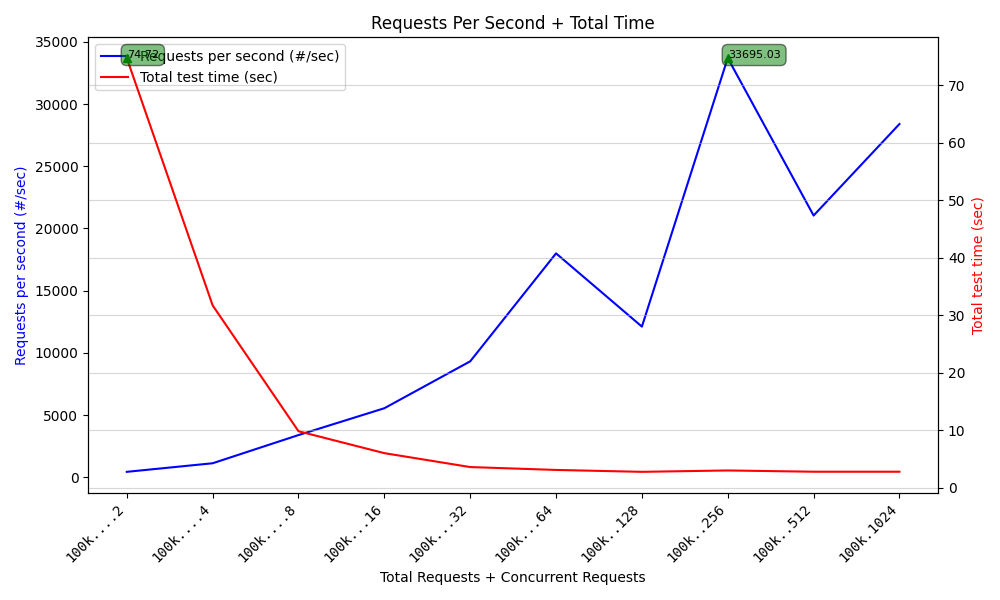 Requests Per Second + Total Time
74.72
Requests per second (#/sec)
Total test time (sec)
33695.03
35000
30000
25000
20000
15000
10000
5000
0
Requests per second (#/sec)
70
60
50
40
30
20
10
0
Total test time (sec)
100k....2
100k....4
100k....8
100k...16
100k...32
100k...64
100k..128
100k..256
100k..512
100k.1024
Total Requests + Concurrent Requests